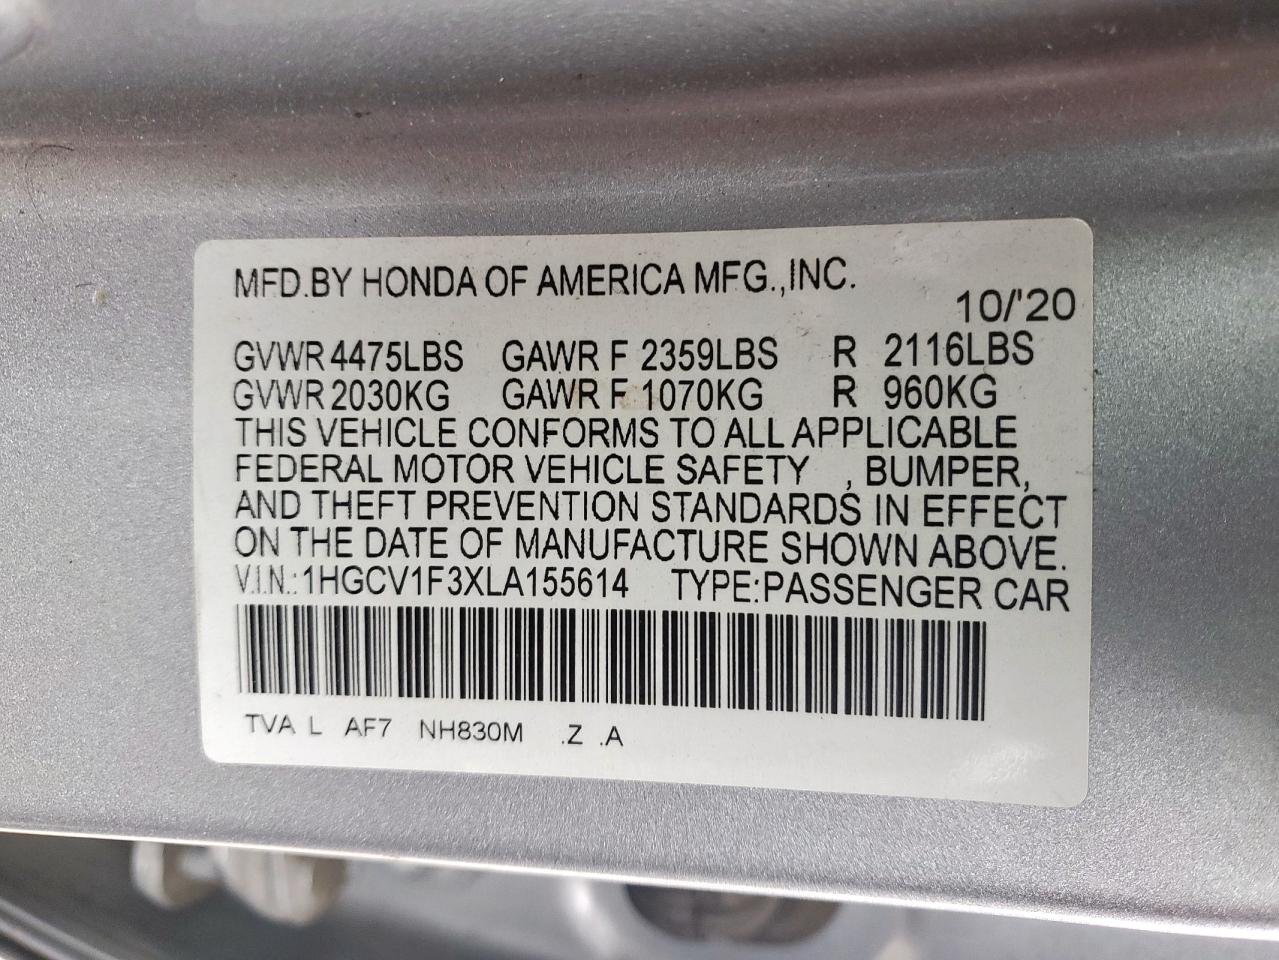 MFD.BY HONDA OF AMERICA MFG.,INC.
10/'20
GVWR 4475LBS GAWR F 2359LBS R 2116LBS
GVWR 2030KG GAWR F 1070KG R 960KG
THIS VEHICLE CONFORMS TO ALL APPLICABLE
FEDERAL MOTOR VEHICLE SAFETY , BUMPER,
AND THEFT PREVENTION STANDARDS IN EFFECT
ON THE DATE OF MANUFACTURE SHOWN ABOVE.
V.I.N.: 1HGCV1F3XLA155614 TYPE:PASSENGER CAR
TVA L AF7 NH830M .Z .A